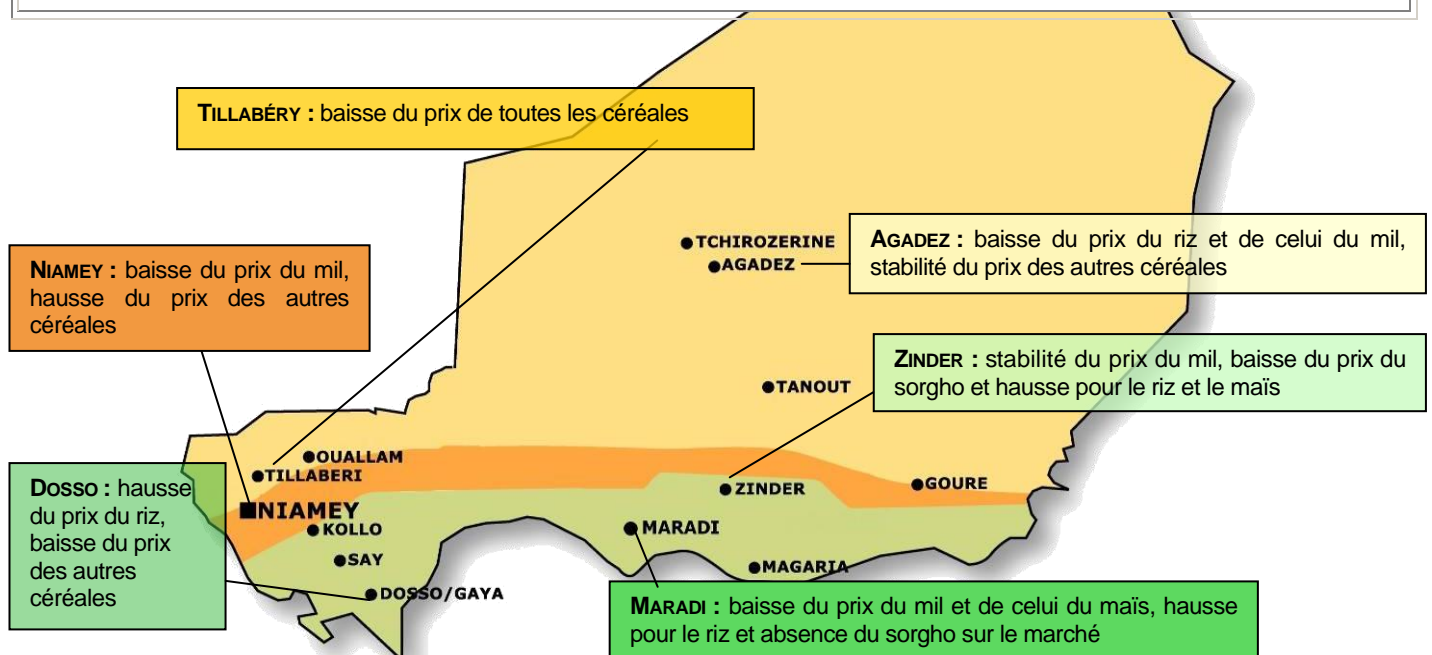 TILLABÉRY : baisse du prix de toutes les céréales
AGADEZ : baisse du prix du riz et de celui du mil,
stabilité du prix des autres céréales
NIAMEY : baisse du prix du mil,
hausse du prix des autres
céréales
ZINDER : stabilité du prix du mil, baisse du prix du
sorgho et hausse pour le riz et le maïs
DOSSO : hausse
du prix du riz,
baisse du prix
des autres
céréales
MARADI : baisse du prix du mil et de celui du maïs, hausse
pour le riz et absence du sorgho sur le marché
TCHIROZERINE
AGADEZ
TANOUT
OUALLAM
TILLABERI
NIAMEY
KOLLO
SAY
DOSSO/GAYA
ZINDER
GOURE
MARADI
MAGARIA